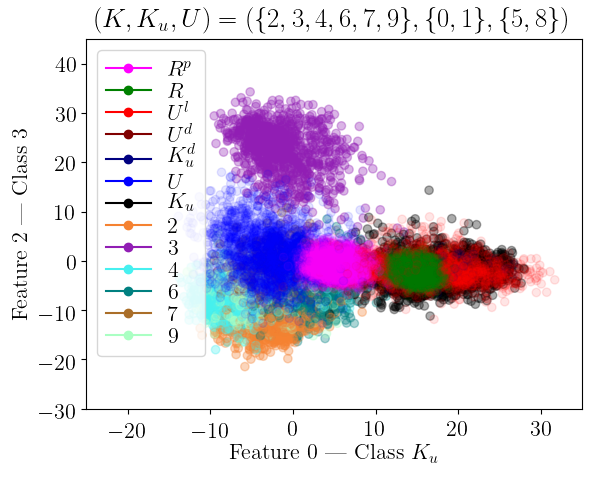 (K, K_u, U) = ({2, 3, 4, 6, 7, 9}, {0, 1}, {5, 8})
Feature 2 — Class 3
40
30
20
10
0
−10
−20
−30
R^p
R
U^l
U^d
K_u^d
U
K_u
2
3
4
6
7
9
−20
−10
0
10
20
30
Feature 0 — Class K_u